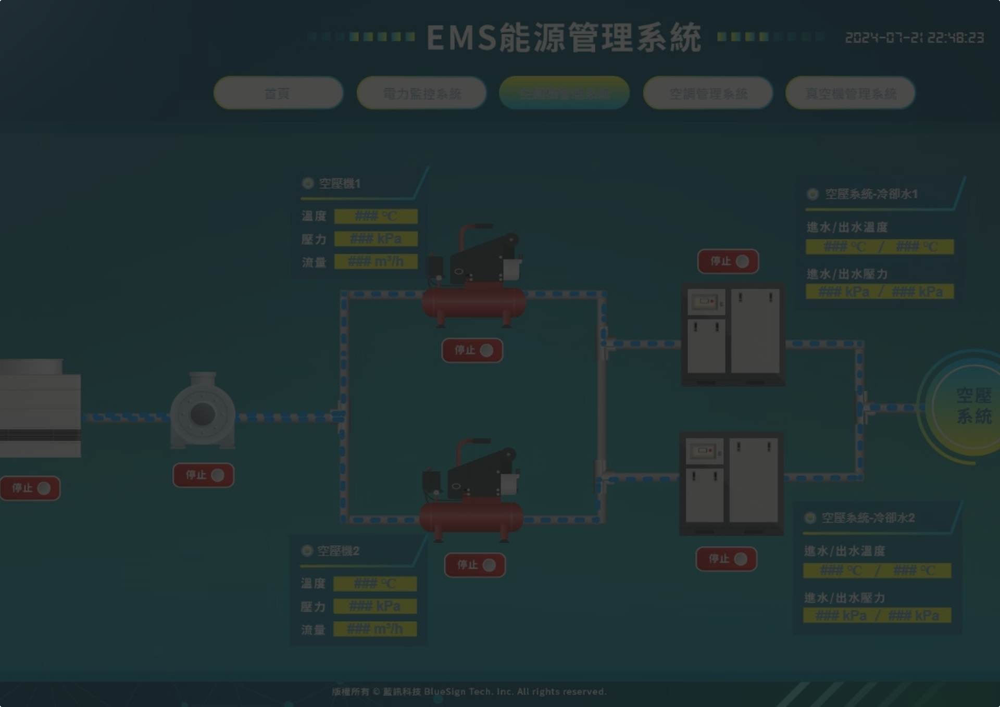 EMS能源管理系統
2024-07-21 22:48:23
首頁
電力監控系統
空壓機管理系統
空調管理系統
真空機管理系統
空壓機1
溫度 ### °C
壓力 ### kPa
流量 ### m³/h
空壓系統-冷卻水1
進水/出水溫度
### °C / ### °C
進水/出水壓力
### kPa / ### kPa
停止
停止
空壓
系統
停止
停止
空壓機2
溫度 ### °C
壓力 ### kPa
流量 ### m³/h
停止
停止
空壓系統-冷卻水2
進水/出水溫度
### °C / ### °C
進水/出水壓力
### kPa / ### kPa
版權所有 © 藍訊科技 BlueSign Tech. Inc. All rights reserved.